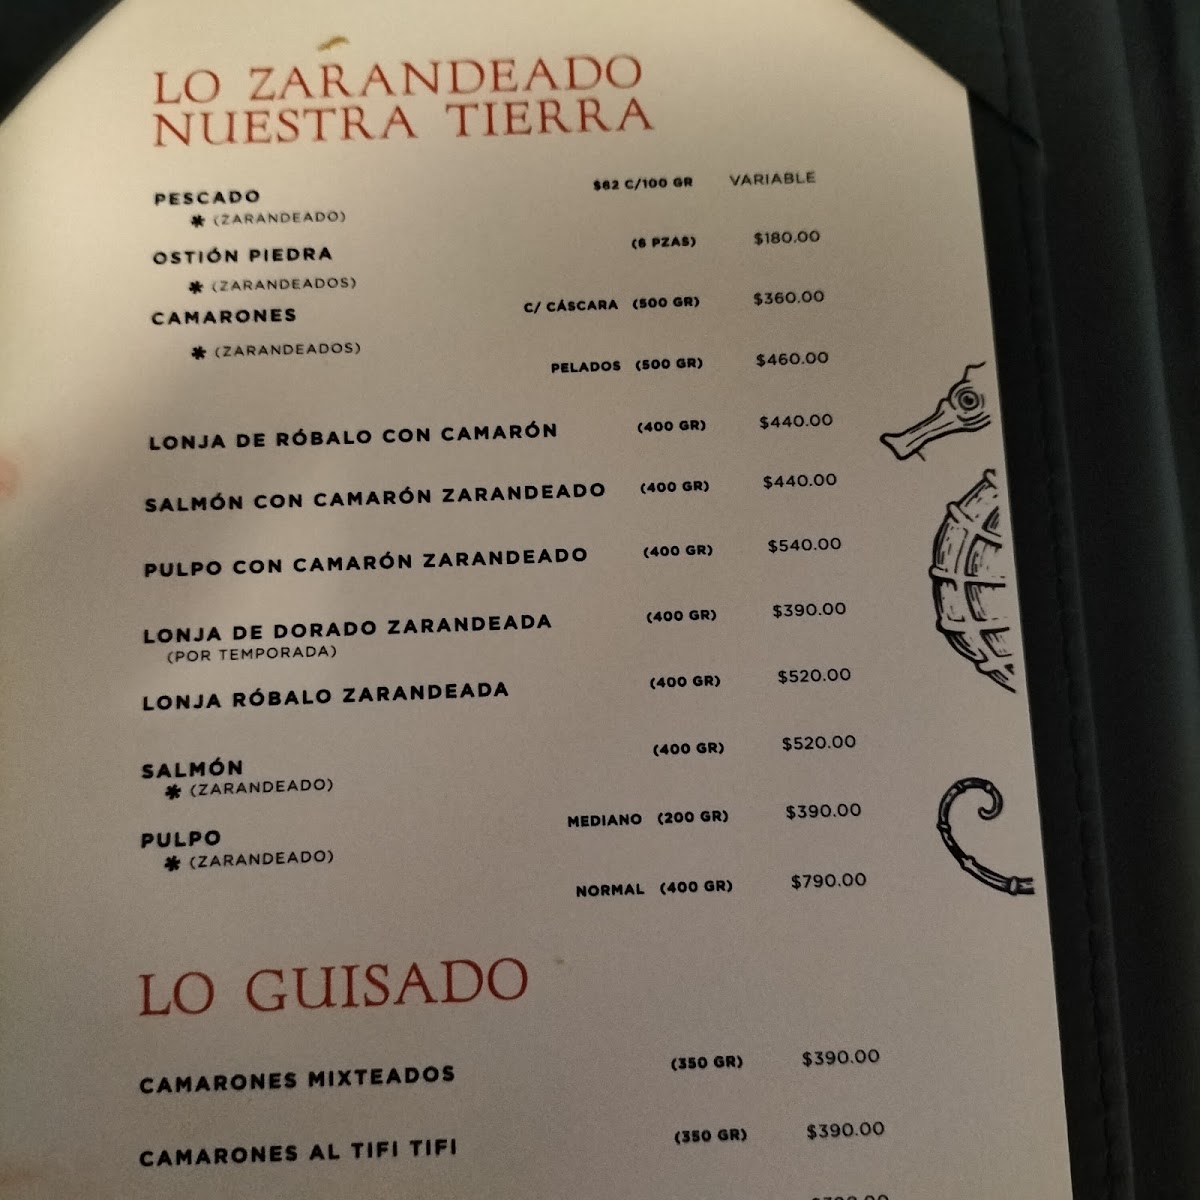 LO ZARANDEADO
NUESTRA TIERRA
PESCADO $62 C/100 GR VARIABLE
* (ZARANDEADO)
OSTIÓN PIEDRA (6 PZAS) $180.00
* (ZARANDEADOS)
CAMARONES C/ CÁSCARA (500 GR) $360.00
* (ZARANDEADOS)
PELADOS (500 GR) $460.00
LONJA DE RÓBALO CON CAMARÓN (400 GR) $440.00
SALMÓN CON CAMARÓN ZARANDEADO (400 GR) $440.00
PULPO CON CAMARÓN ZARANDEADO (400 GR) $540.00
LONJA DE DORADO ZARANDEADA (400 GR) $390.00
(POR TEMPORADA)
LONJA RÓBALO ZARANDEADA (400 GR) $520.00
SALMÓN (400 GR) $520.00
* (ZARANDEADO)
PULPO MEDIANO (200 GR) $390.00
* (ZARANDEADO)
NORMAL (400 GR) $790.00
LO GUISADO
CAMARONES MIXTEADOS (350 GR) $390.00
CAMARONES AL TIFI TIFI (350 GR) $390.00